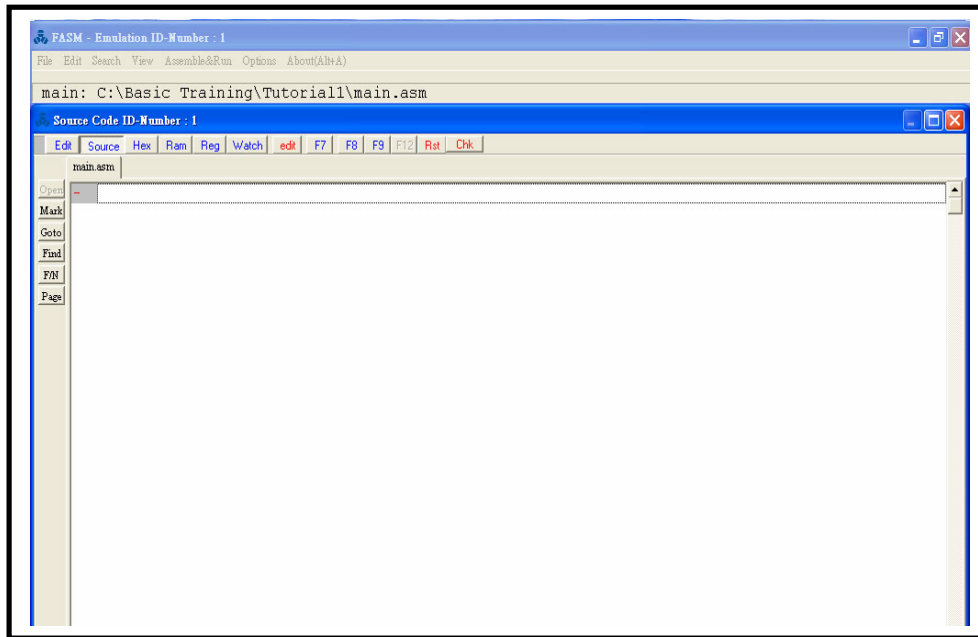 FASM - Emulation ID-Number : 1
File Edit Search View Assemble&Run Options About(Alt+A)
main: C:\Basic Training\Tutorial1\main.asm
Source Code ID-Number : 1
Edit Source Hex Ram Reg Watch edit F7 F8 F9 F12 Rst Chk
main.asm
Open
Mark
Goto
Find
F/N
Page